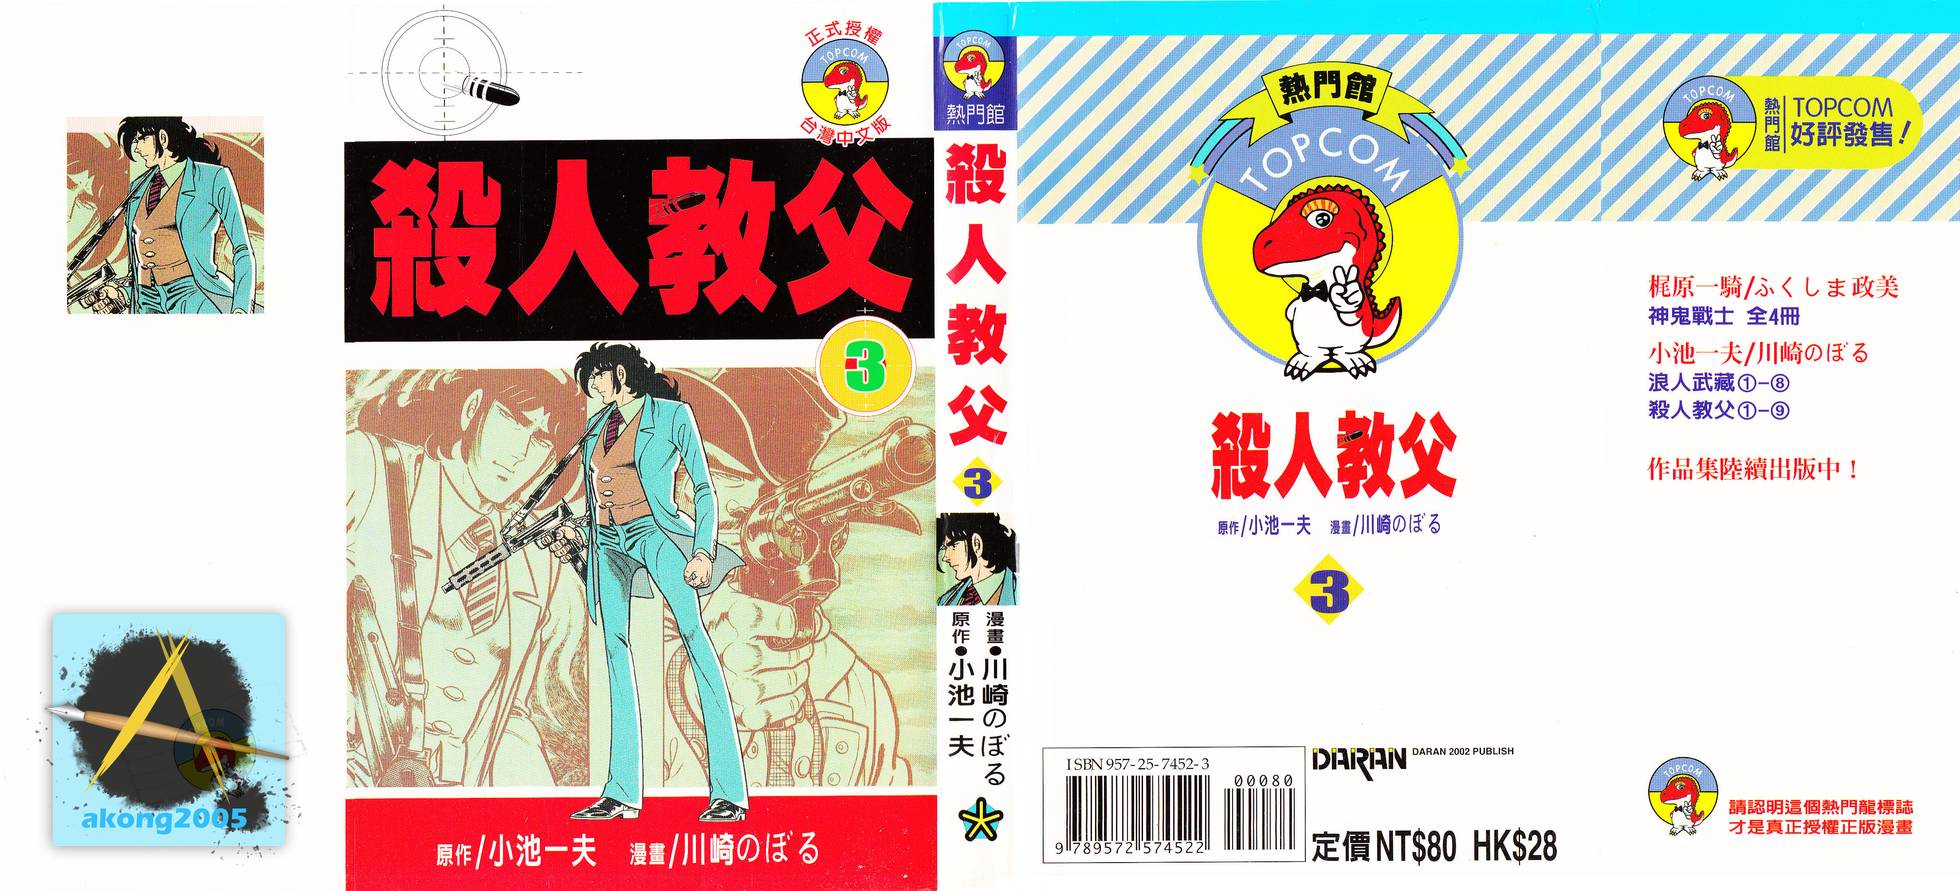 akong2005
正式授權
TOPCOM
台灣中文版
殺人教父
3
原作/小池一夫 漫畫/川崎のぼる
TOPCOM
熱門館
殺人教父
3
漫畫●川崎のぼる
原作●小池一夫
熱門館
TOPCOM
殺人教父
原作/小池一夫 漫畫/川崎のぼる
3
ISBN 957-25-7452-3
00080
9 789572 574522
DARAN DARAN 2002 PUBLISH
定價NT$80 HK$28
TOPCOM
熱門館
TOPCOM
好評發售!
梶原一騎/ふくしま政美
神鬼戰士 全4冊
小池一夫/川崎のぼる
浪人武藏①-⑧
殺人教父①-⑨
作品集陸續出版中!
TOPCOM
請認明這個熱門龍標誌
才是真正授權正版漫畫